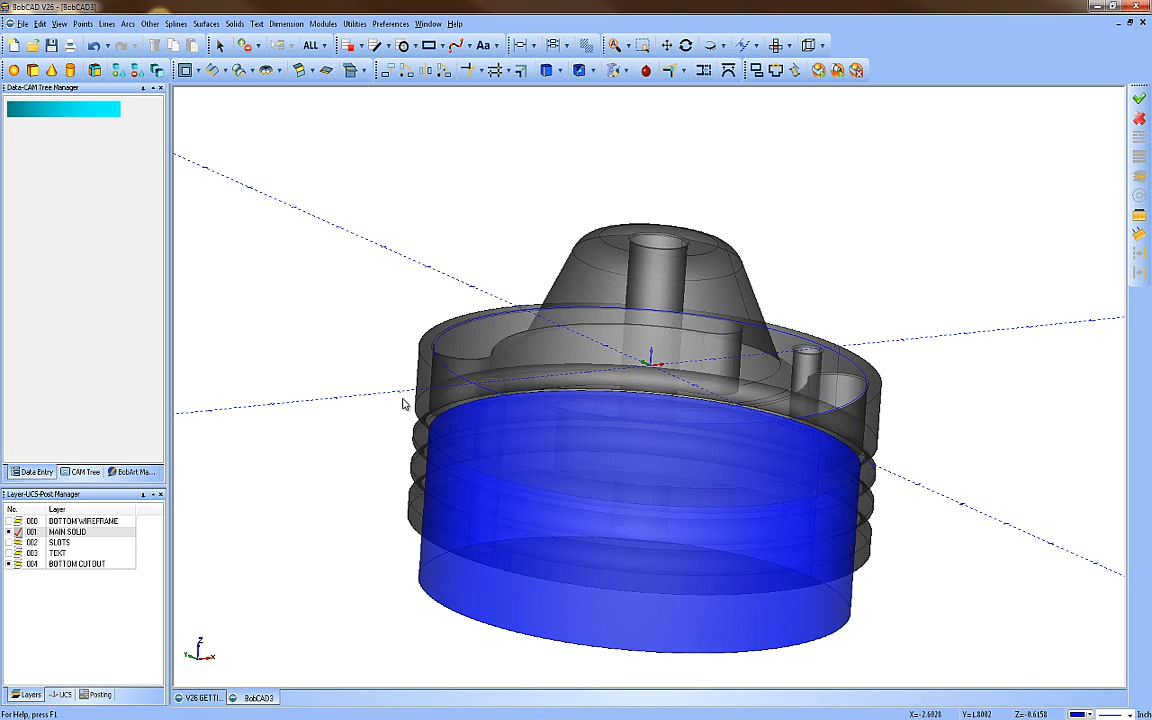 BobCAD V26 - [BobCAD3]
File Edit View Points Lines Arcs Other Splines Surfaces Solids Text Dimension Modules Utilities Preferences Window Help
ALL Aa
Data-CAM Tree Manager
Data Entry CAM Tree BobArt Ma...
Layer-UCS-Post Manager
No. Layer
000 BOTTOM WIREFRAME
001 MAIN SOLID
002 SLOTS
003 TEXT
004 BOTTOM CUTOUT
Z
Y X
Layers UCS Posting
V26 GETTI... BobCAD3
For Help, press F1 X=-2.6028 Y=1.8002 Z=-0.6158 Inch